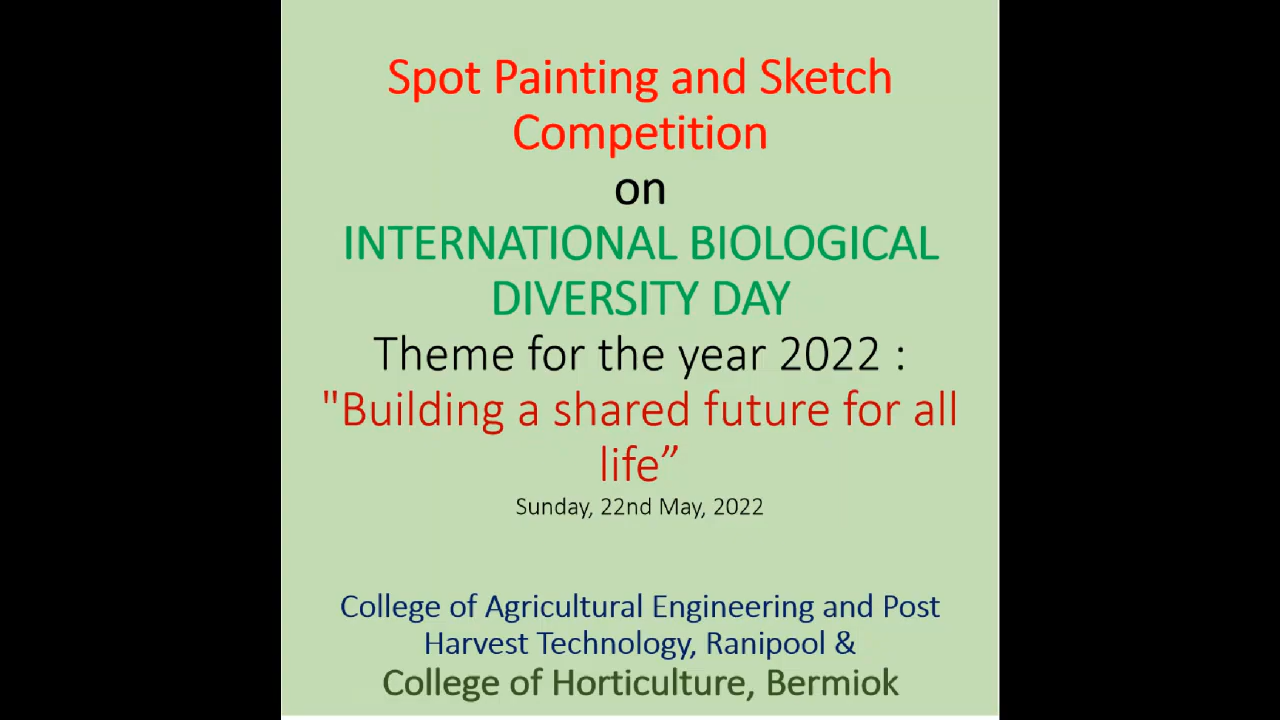 Spot Painting and Sketch
Competition
on
INTERNATIONAL BIOLOGICAL
DIVERSITY DAY
Theme for the year 2022 :
"Building a shared future for all
life”
Sunday, 22nd May, 2022
College of Agricultural Engineering and Post
Harvest Technology, Ranipool &
College of Horticulture, Bermiok